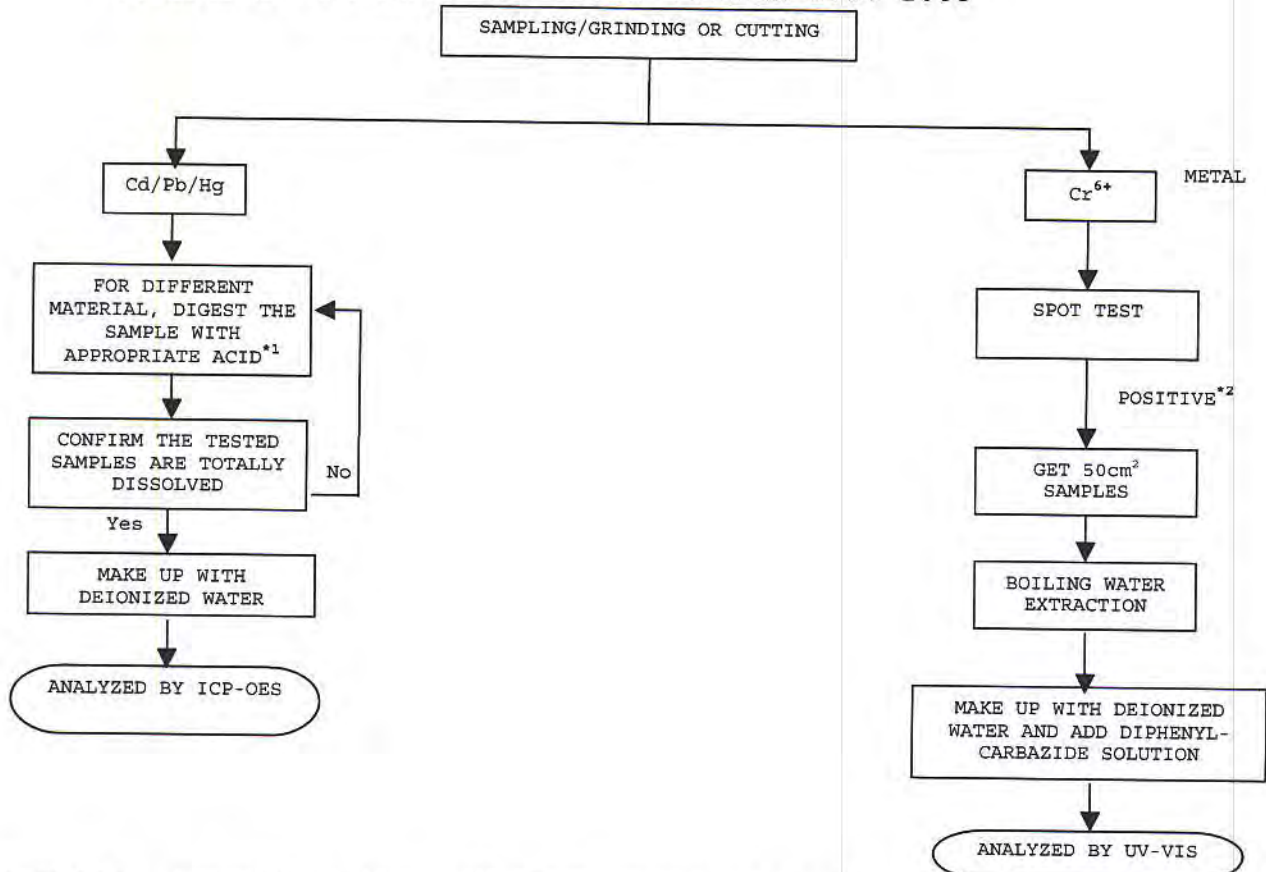 SAMPLING/GRINDING OR CUTTING
Cd/Pb/Hg
FOR DIFFERENT
MATERIAL, DIGEST THE
SAMPLE WITH
APPROPRIATE ACID*1
CONFIRM THE TESTED
SAMPLES ARE TOTALLY
DISSOLVED
No
Yes
MAKE UP WITH
DEIONIZED WATER
ANALYZED BY ICP-OES
Cr6+
METAL
SPOT TEST
POSITIVE*2
GET 50cm²
SAMPLES
BOILING WATER
EXTRACTION
MAKE UP WITH DEIONIZED
WATER AND ADD DIPHENYL-
CARBAZIDE SOLUTION
ANALYZED BY UV-VIS